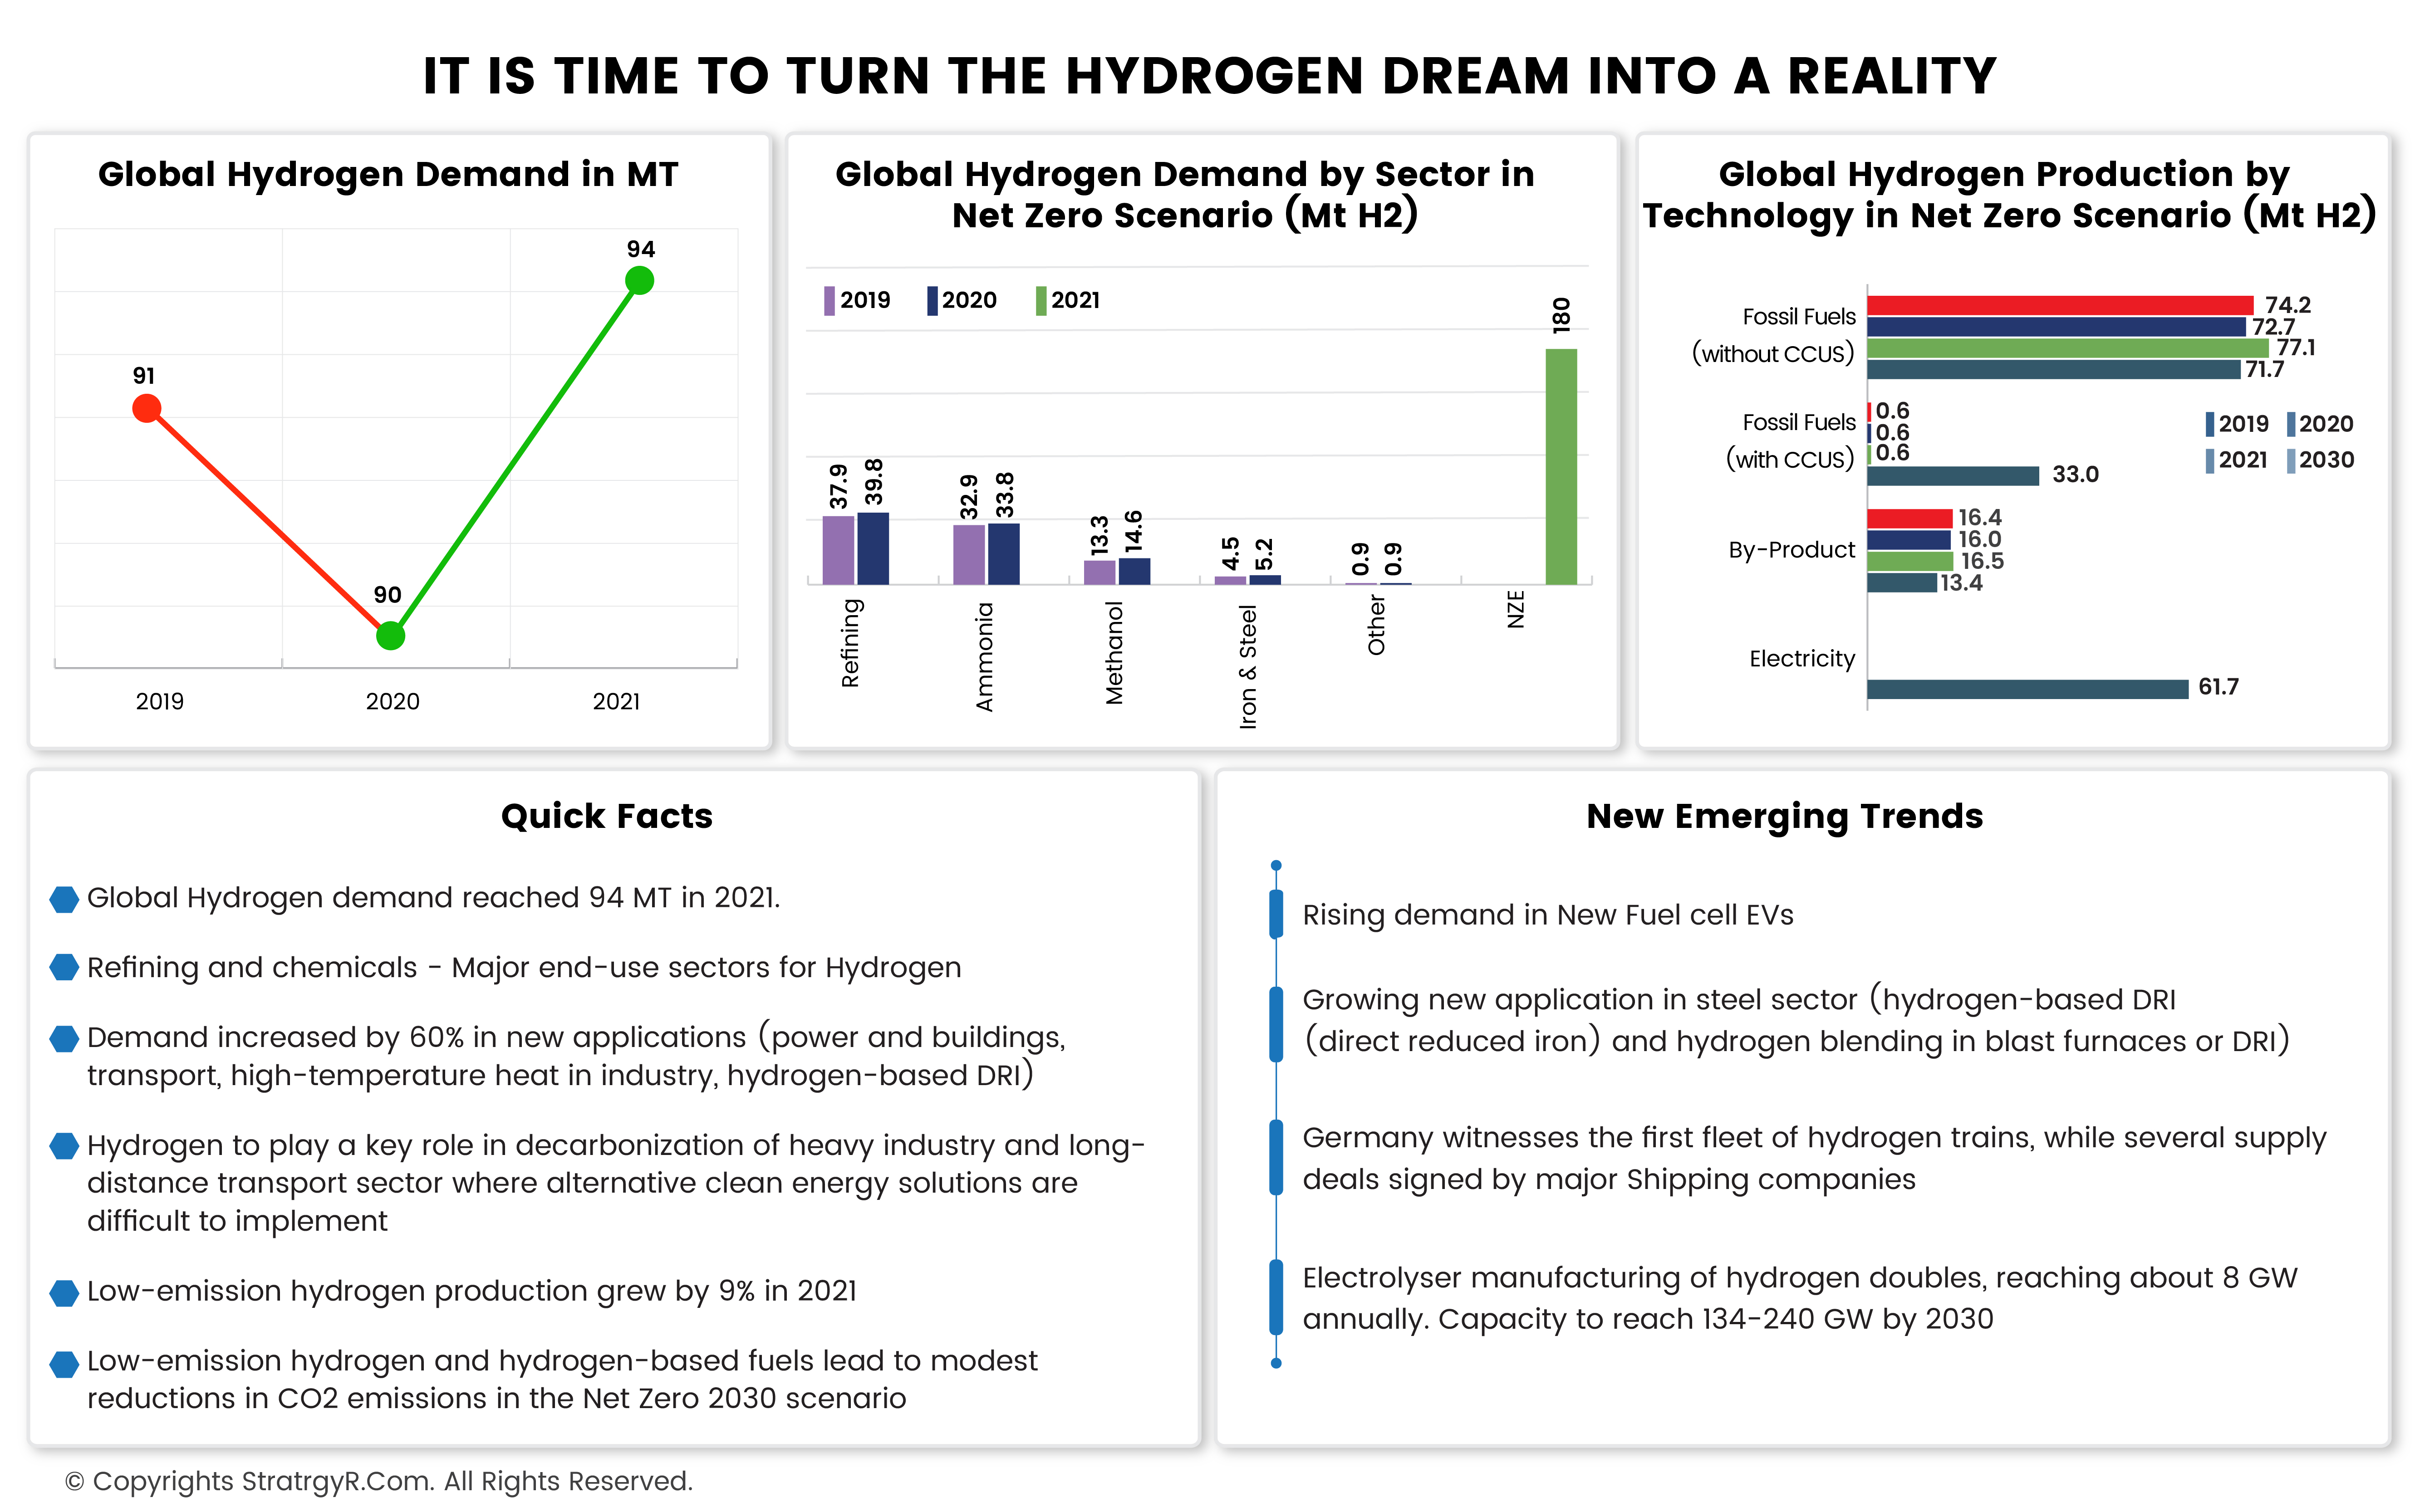 IT IS TIME TO TURN THE HYDROGEN DREAM INTO A REALITY
Global Hydrogen Demand in MT
94
91
90
2019
2020
2021
Global Hydrogen Demand by Sector in
Net Zero Scenario (Mt H2)
2019
2020
2021
180
37.9
39.8
32.9
33.8
13.3
14.6
4.5
5.2
0.9
0.9
Refining
Ammonia
Methanol
Iron & Steel
Other
NZE
Global Hydrogen Production by
Technology in Net Zero Scenario (Mt H2)
Fossil Fuels
(without CCUS)
74.2
72.7
77.1
71.7
Fossil Fuels
(with CCUS)
0.6
0.6
0.6
33.0
2019
2020
2021
2030
By-Product
16.4
16.0
16.5
13.4
Electricity
61.7
Quick Facts
Global Hydrogen demand reached 94 MT in 2021.
Refining and chemicals - Major end-use sectors for Hydrogen
Demand increased by 60% in new applications (power and buildings,
transport, high-temperature heat in industry, hydrogen-based DRI)
Hydrogen to play a key role in decarbonization of heavy industry and long-
distance transport sector where alternative clean energy solutions are
difficult to implement
Low-emission hydrogen production grew by 9% in 2021
Low-emission hydrogen and hydrogen-based fuels lead to modest
reductions in CO2 emissions in the Net Zero 2030 scenario
New Emerging Trends
Rising demand in New Fuel cell EVs
Growing new application in steel sector (hydrogen-based DRI
(direct reduced iron) and hydrogen blending in blast furnaces or DRI)
Germany witnesses the first fleet of hydrogen trains, while several supply
deals signed by major Shipping companies
Electrolyser manufacturing of hydrogen doubles, reaching about 8 GW
annually. Capacity to reach 134-240 GW by 2030
© Copyrights StratrgyR.Com. All Rights Reserved.